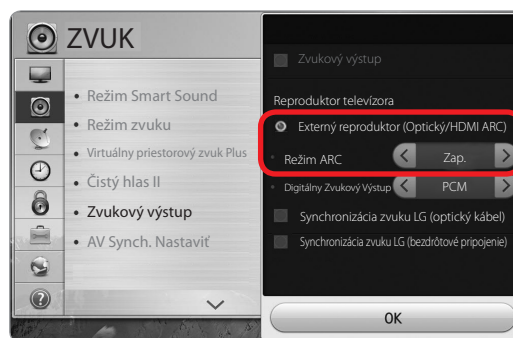 ZVUK
• Režim Smart Sound
• Režim zvuku
• Virtuálny priestorový zvuk Plus
• Čistý hlas II
• Zvukový výstup
• AV Synch. Nastaviť
Zvukový výstup
Reproduktor televízora
Externý reproduktor (Optický/HDMI ARC)
• Režim ARC < Zap. >
• Digitálny Zvukový Výstup < PCM >
Synchronizácia zvuku LG (optický kábel)
Synchronizácia zvuku LG (bezdrôtové pripojenie)
OK